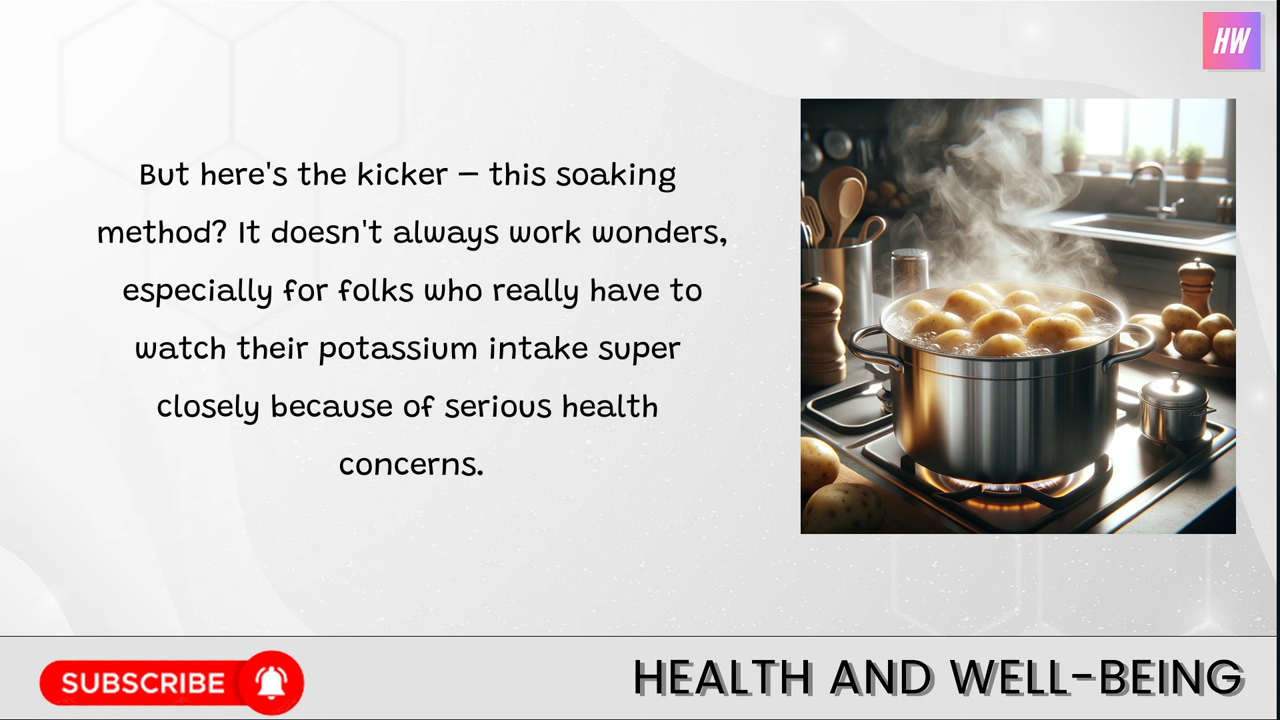 HW
But here's the kicker – this soaking
method? It doesn't always work wonders,
especially for folks who really have to
watch their potassium intake super
closely because of serious health
concerns.
SUBSCRIBE
HEALTH AND WELL-BEING